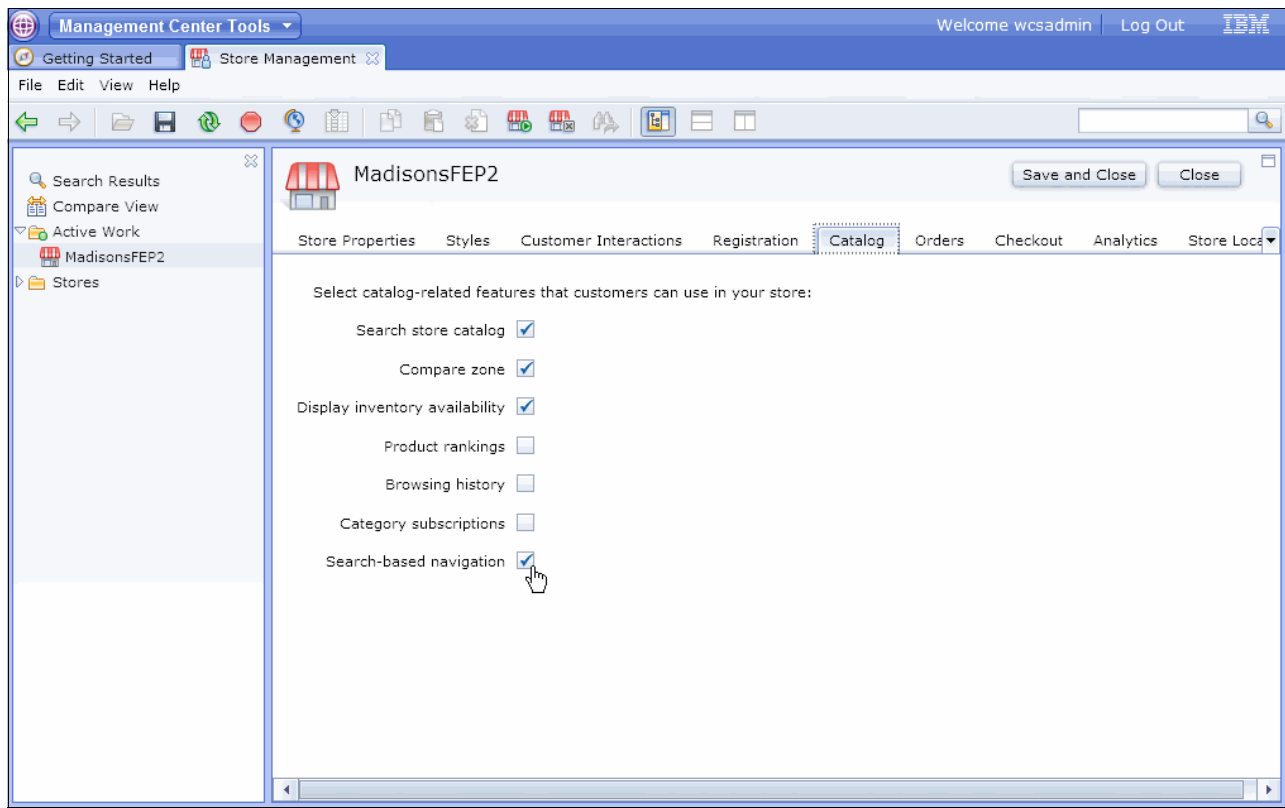 Management Center Tools
Welcome wcsadmin
Log Out
IBM
Getting Started
Store Management
File Edit View Help
Search Results
Compare View
Active Work
MadisonsFEP2
Stores
MadisonsFEP2
Save and Close
Close
Store Properties
Styles
Customer Interactions
Registration
Catalog
Orders
Checkout
Analytics
Store Loca
Select catalog-related features that customers can use in your store:
Search store catalog
Compare zone
Display inventory availability
Product rankings
Browsing history
Category subscriptions
Search-based navigation